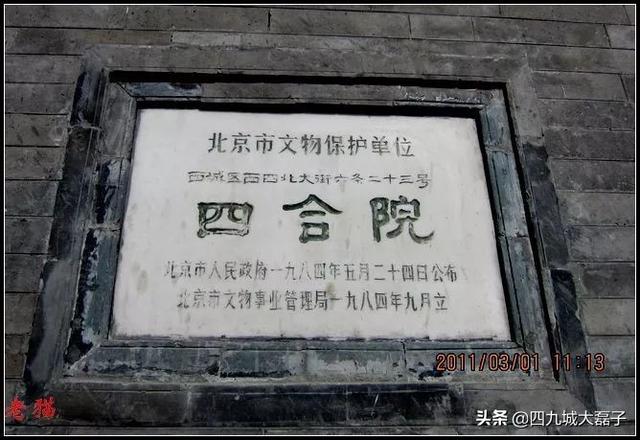 北京市文物保护单位
西城区西四北大街六条二十三号
四合院
北京市人民政府一九八四年五月二十四日公布
北京市文物事业管理局一九八四年九月立
2011/03/01 11:13
老猫
头条@四九城大磊子